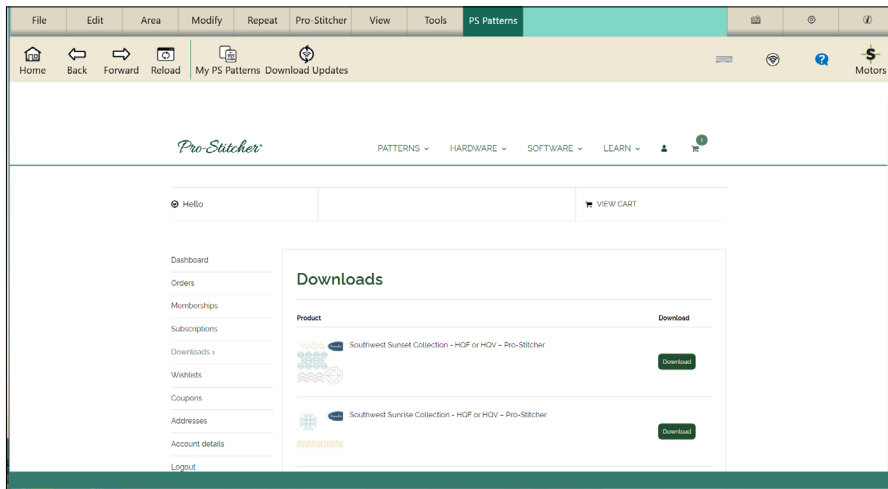 File Edit Area Modify Repeat Pro-Stitcher View Tools PS Patterns
Home Back Forward Reload My PS Patterns Download Updates Motors
Pro-Stitcher
PATTERNS HARDWARE SOFTWARE LEARN
Hello VIEW CART
Dashboard
Orders
Memberships
Subscriptions
Downloads >
Wishlists
Coupons
Addresses
Account details
Logout
Downloads
Product Download
Southwest Sunset Collection - HQF or HQV – Pro-Stitcher
Download
Southwest Sunrise Collection - HQF or HQV – Pro-Stitcher
Download